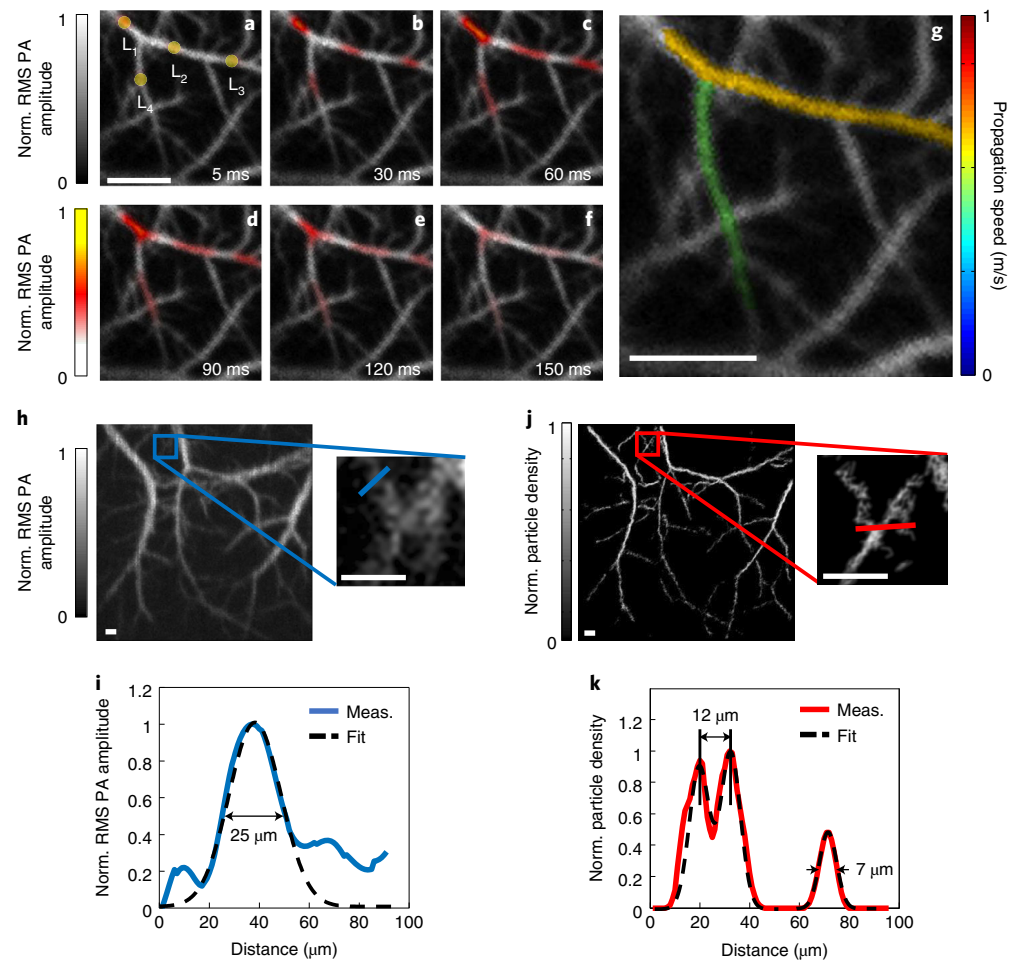 Norm. RMS PA
amplitude
1
0
a
L1
L2
L3
L4
5 ms
b
30 ms
c
60 ms
Norm. RMS PA
amplitude
1
0
d
90 ms
e
120 ms
f
150 ms
g
1
Propagation speed (m/s)
0
h
Norm. RMS PA
amplitude
1
0
j
Norm. particle density
1
0
i
Norm. RMS PA amplitude
1.2
1
0.8
0.6
0.4
0.2
0
Meas.
Fit
25 μm
0 20 40 60 80 100
Distance (μm)
k
Norm. particle density
1.2
1
0.8
0.6
0.4
0.2
0
12 μm
Meas.
Fit
7 μm
0 20 40 60 80 100
Distance (μm)